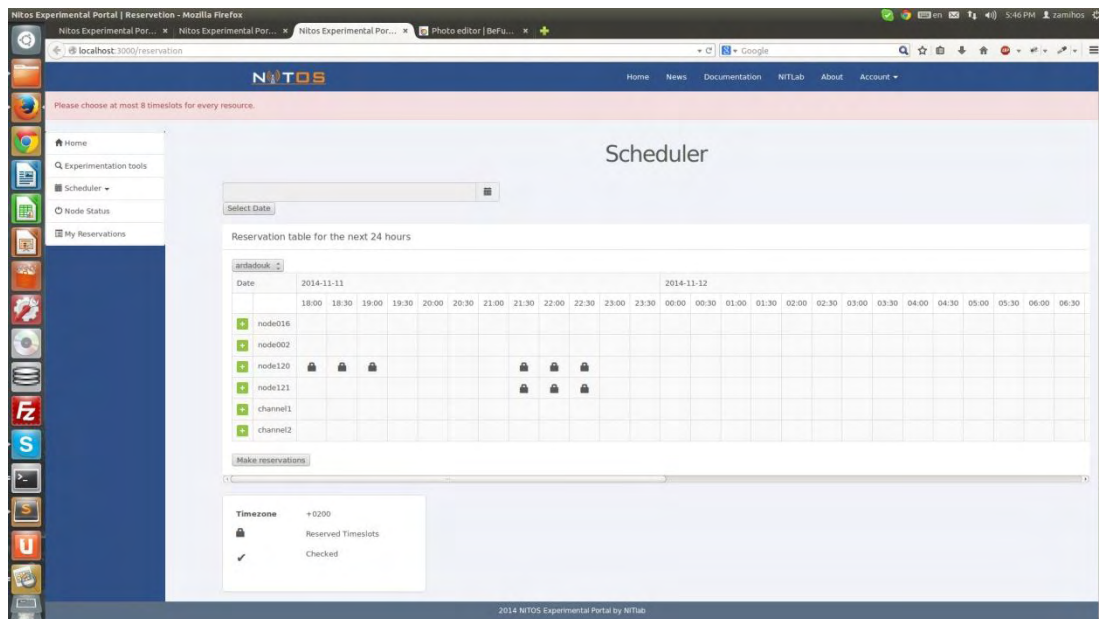 Nitos Experimental Portal | Reservetion - Mozilla Firefox
en
5:46 PM zamihos
Nitos Experimental Por... × Nitos Experimental Por... × Nitos Experimental Por... × Photo editor | BeFu... ×
localhost:3000/reservation
Google
NITOS
Home News Documentation NITLab About Account
Please choose at most 8 timeslots for every resource.
Home
Experimentation tools
Scheduler
Node Status
My Reservations
Scheduler
Select Date
Reservation table for the next 24 hours
ardadouk
Date 2014-11-11 2014-11-12
18:00 18:30 19:00 19:30 20:00 20:30 21:00 21:30 22:00 22:30 23:00 23:30 00:00 00:30 01:00 01:30 02:00 02:30 03:00 03:30 04:00 04:30 05:00 05:30 06:00 06:30
node016
node002
node120
node121
channel1
channel2
Make reservations
Timezone +0200
Reserved Timeslots
Checked
2014 NITOS Experimental Portal by NITlab